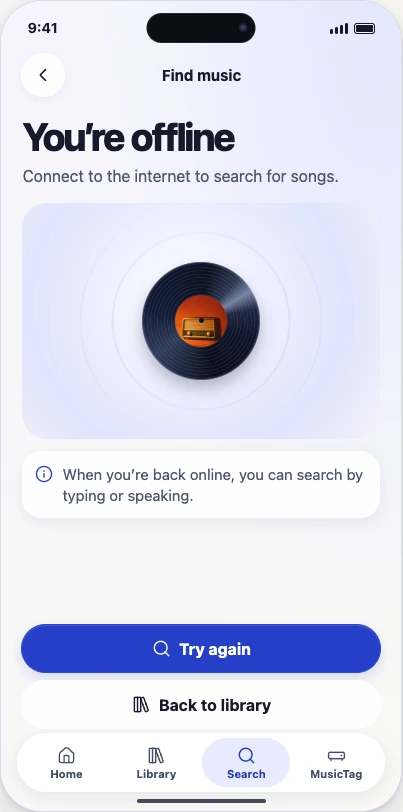 9:41
Find music
You're offline
Connect to the internet to search for songs.
When you're back online, you can search by
typing or speaking.
Try again
Back to library
Home
Library
Search
MusicTag